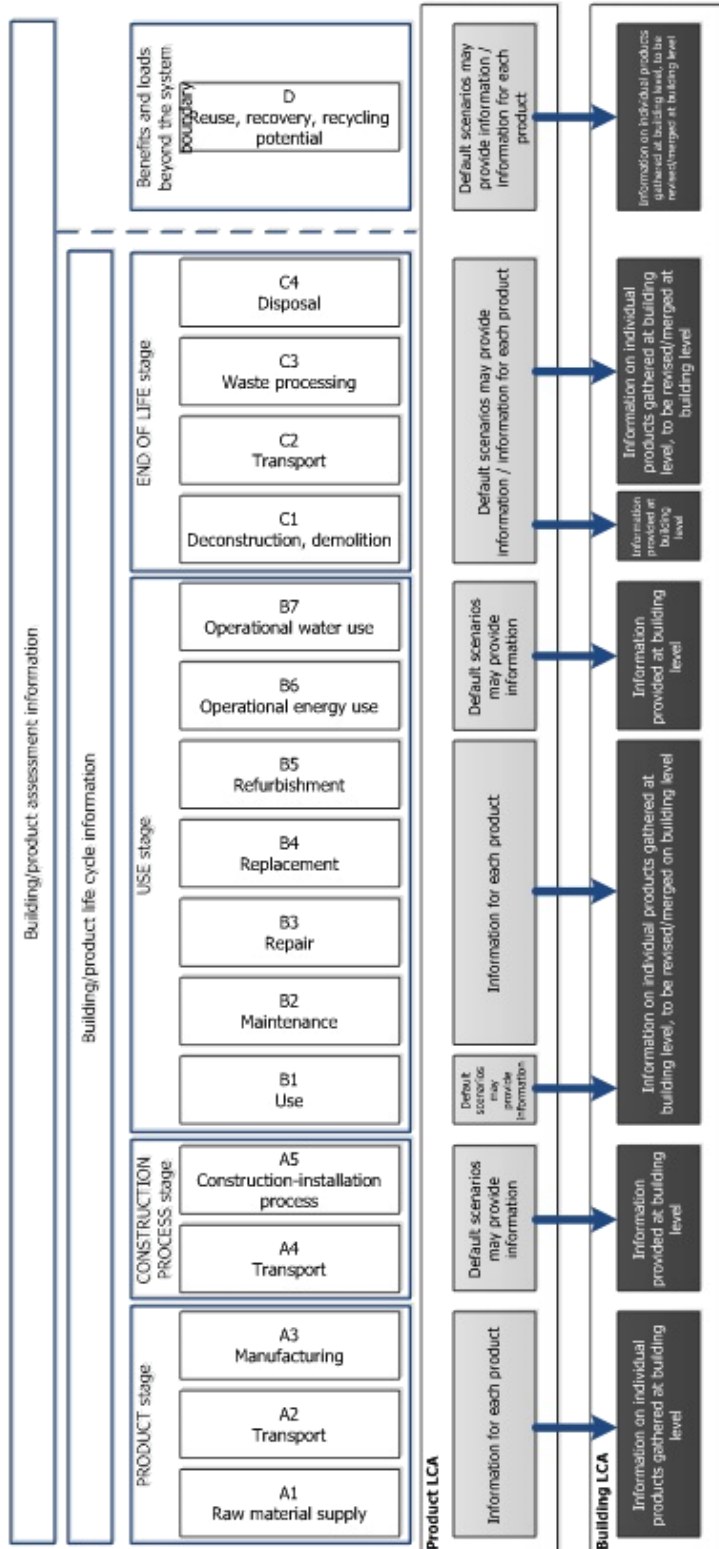 Building/product assessment information
Building/product life cycle information
PRODUCT stage
A1
Raw material supply
A2
Transport
A3
Manufacturing
CONSTRUCTION
PROCESS stage
A4
Transport
A5
Construction-installation
process
USE stage
B1
Use
B2
Maintenance
B3
Repair
B4
Replacement
B5
Refurbishment
B6
Operational energy use
B7
Operational water use
END OF LIFE stage
C1
Deconstruction, demolition
C2
Transport
C3
Waste processing
C4
Disposal
Benefits and loads
beyond the system
boundary
D
Reuse, recovery, recycling
potential
Product LCA
Information for each product
Default scenarios
may provide
information
Default
scenarios
may
provide
information
Information for each product
Default scenarios
may provide
information
Default scenarios may provide
information / information for each product
Default scenarios may
provide information /
information for each
product
Building LCA
Information on individual
products gathered at building
level
Information
provided at building
level
Information on individual products gathered at
building level, to be revised/merged on building level
Information
provided at building
level
Information
provided at
building
level
Information on individual
products gathered at building
level, to be revised/merged at
building level
Information on individual products
gathered at building level, to be
revised/merged at building level